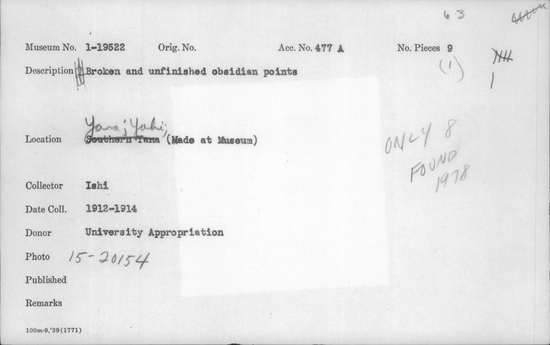 63
Museum No. 1-19522 Orig. No. Acc. No. 477 A No. Pieces 9
(1)
1
Description Broken and unfinished obsidian points
Yana; Yahi;
Location Southern Yana (Made at Museum)
ONLY 8
FOUND
1978
Collector Ishi
Date Coll. 1912-1914
Donor University Appropriation
Photo 15-20154
Published
Remarks
100m-9,'39(1771)